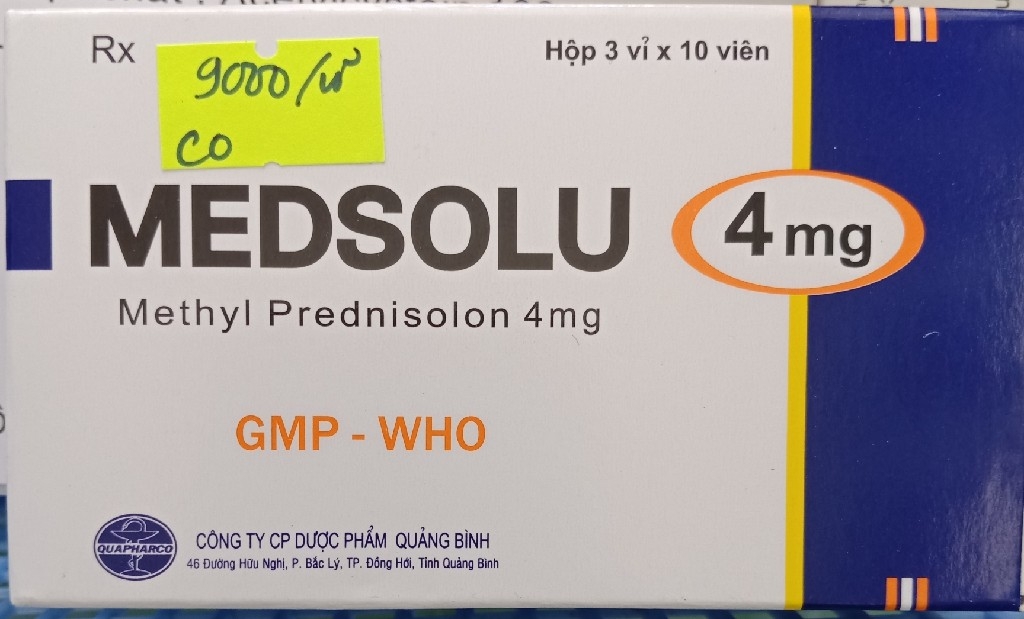 Rx
Hộp 3 vỉ x 10 viên
9000/vỉ
CO
MEDSOLU
4 mg
Methyl Prednisolon 4mg
GMP - WHO
QUAPHARCO
CÔNG TY CP DƯỢC PHẨM QUẢNG BÌNH
46 Đường Hữu Nghị, P. Bắc Lý, TP. Đồng Hới, Tỉnh Quảng Bình